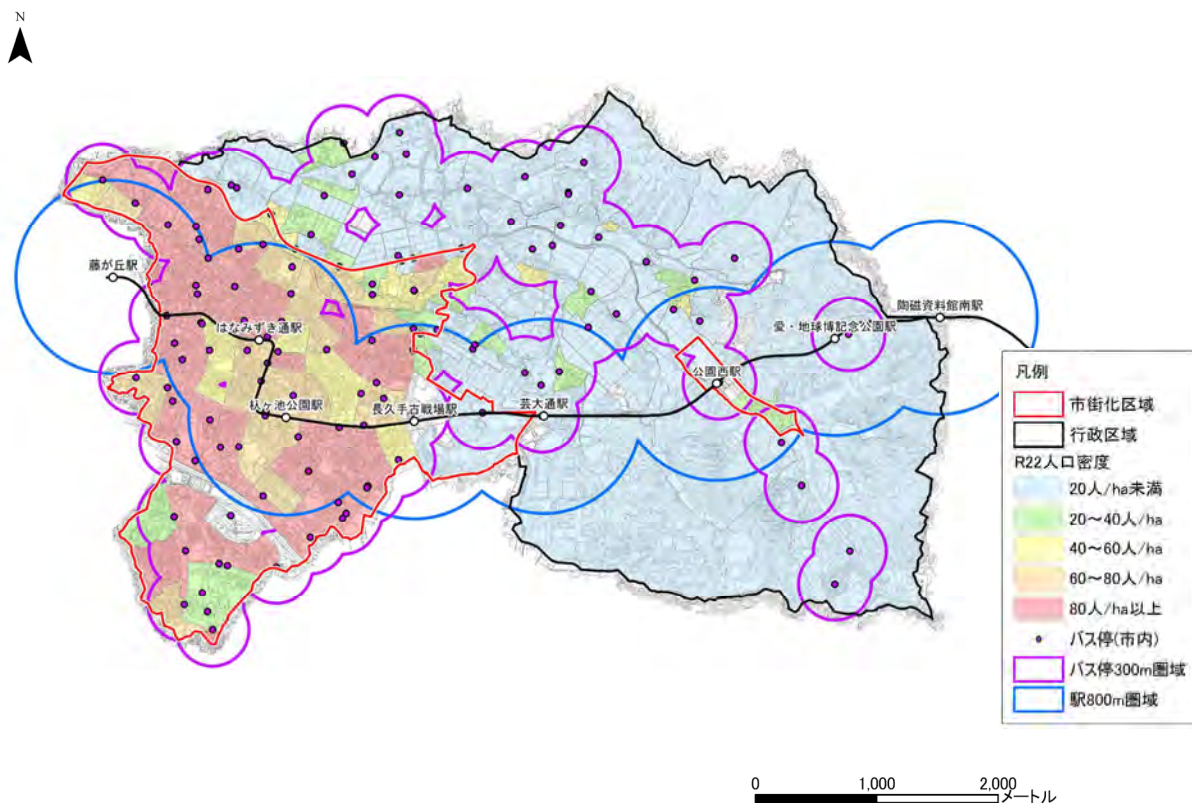 N
藤が丘駅
はなみずき通駅
杁ヶ池公園駅
長久手古戦場駅
芸大通駅
公園西駅
愛・地球博記念公園駅
陶磁資料館南駅
凡例
市街化区域
行政区域
R22人口密度
20人/ha未満
20~40人/ha
40~60人/ha
60~80人/ha
80人/ha以上
バス停(市内)
バス停300m圏域
駅800m圏域
0 1,000 2,000
メートル